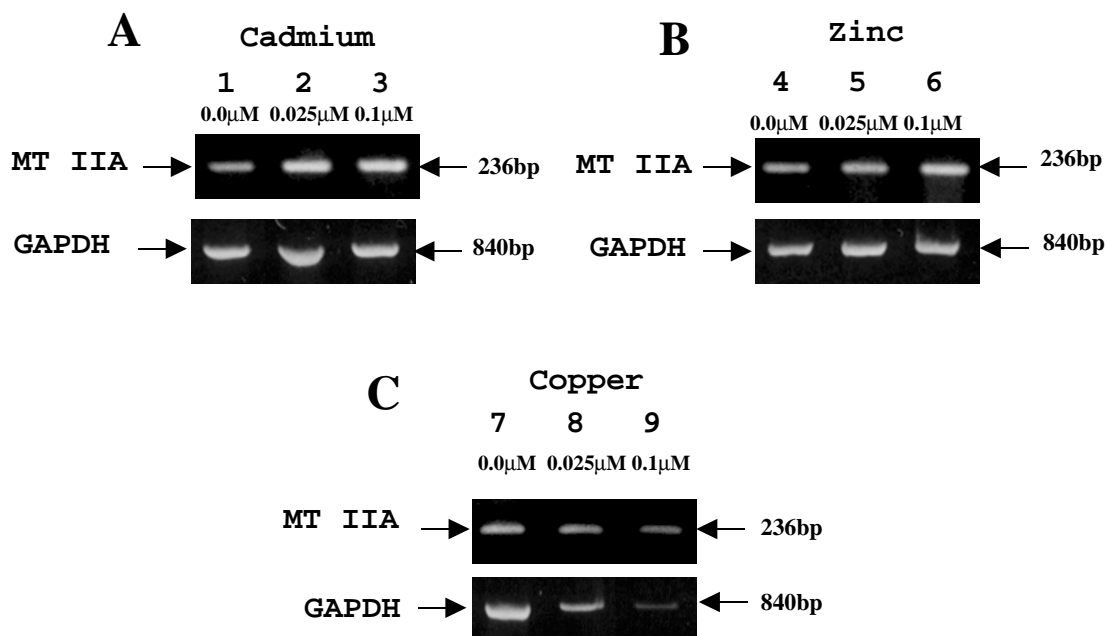 A Cadmium
1 2 3
0.0μM 0.025μM 0.1μM
MT IIA 236bp
GAPDH 840bp
B Zinc
4 5 6
0.0μM 0.025μM 0.1μM
MT IIA 236bp
GAPDH 840bp
C Copper
7 8 9
0.0μM 0.025μM 0.1μM
MT IIA 236bp
GAPDH 840bp